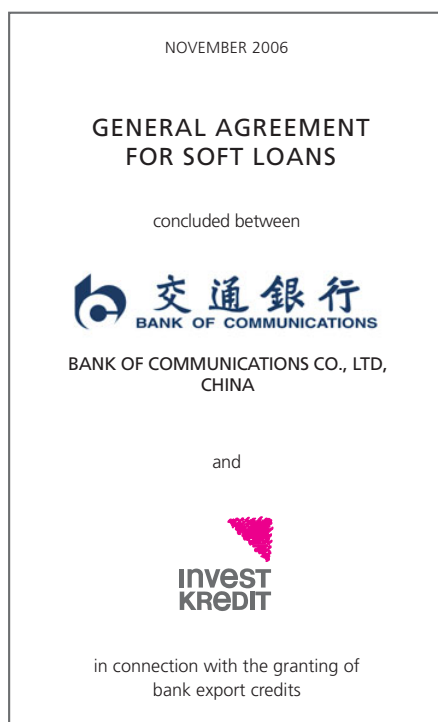 NOVEMBER 2006
GENERAL AGREEMENT
FOR SOFT LOANS
concluded between
交通銀行
BANK OF COMMUNICATIONS
BANK OF COMMUNICATIONS CO., LTD,
CHINA
and
INVEST
KREDIT
in connection with the granting of
bank export credits